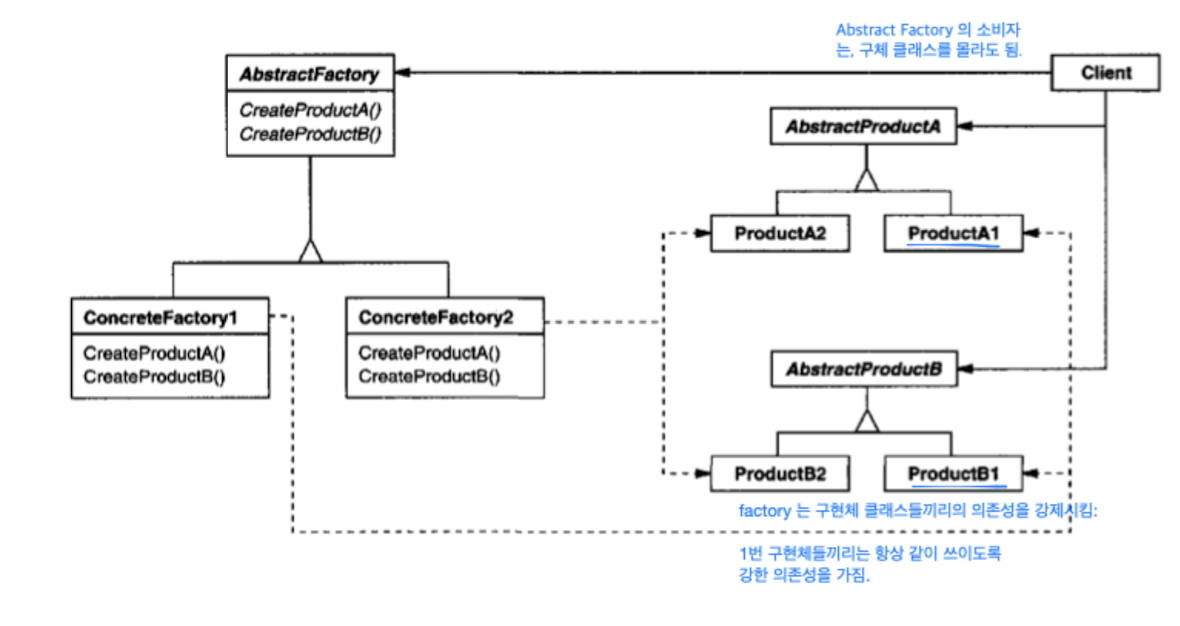 Abstract Factory 의 소비자
는, 구체 클래스를 몰라도 됨.
AbstractFactory
CreateProductA()
CreateProductB()
Client
AbstractProductA
ProductA2
ProductA1
ConcreteFactory1
CreateProductA()
CreateProductB()
ConcreteFactory2
CreateProductA()
CreateProductB()
AbstractProductB
ProductB2
ProductB1
factory 는 구현체 클래스들끼리의 의존성을 강제시킴:
1번 구현체들끼리는 항상 같이 쓰이도록
강한 의존성을 가짐.